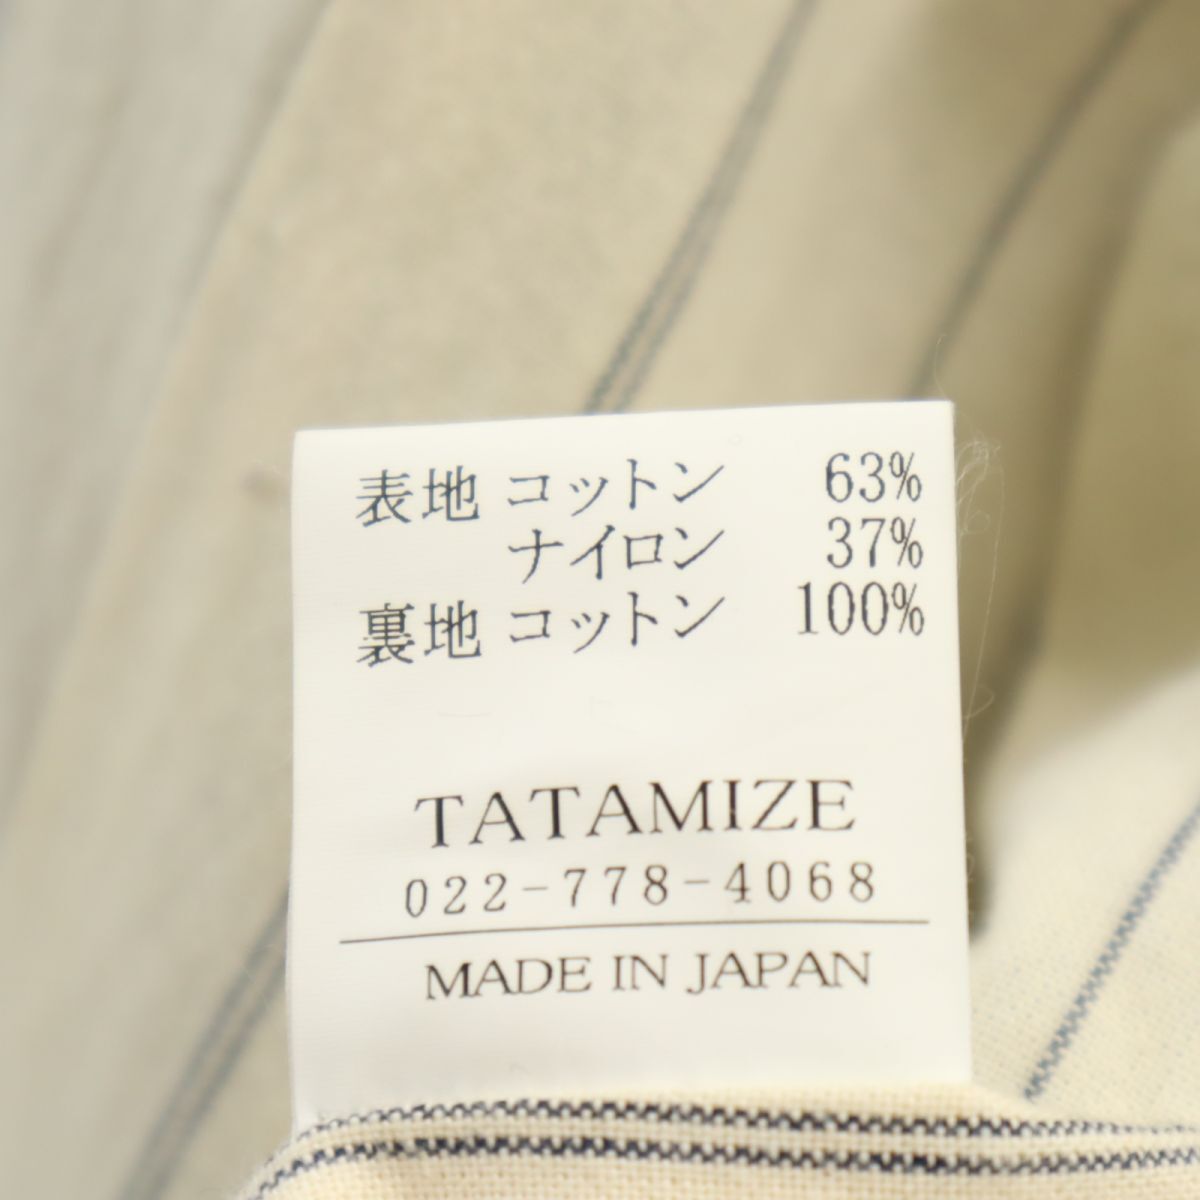 表地 コットン 63%
ナイロン 37%
裏地 コットン 100%
TATAMIZE
022-778-4068
MADE IN JAPAN